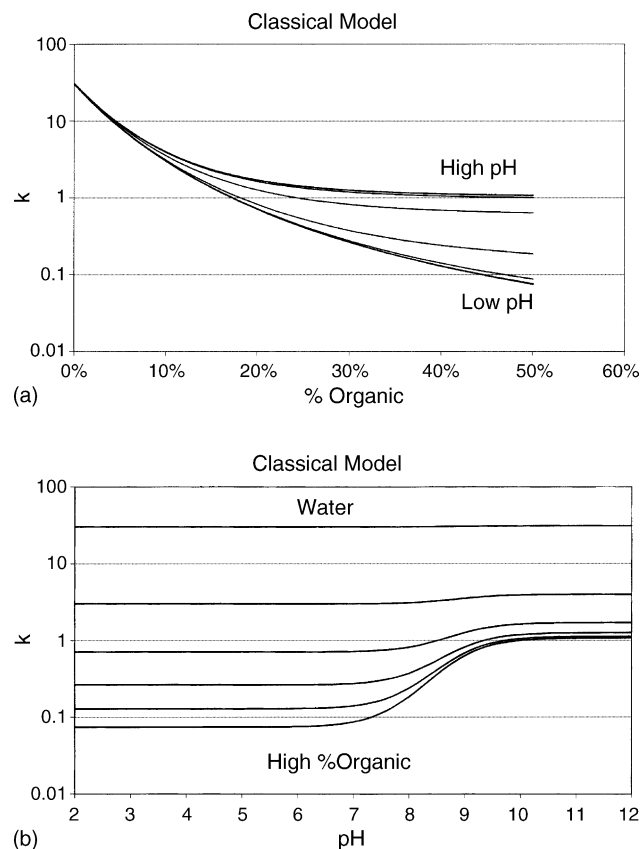 Classical Model
100
10
1
0.1
0.01
k
High pH
Low pH
0% 10% 20% 30% 40% 50% 60%
% Organic
(a)
Classical Model
100
10
1
0.1
0.01
k
Water
High %Organic
2 3 4 5 6 7 8 9 10 11 12
pH
(b)